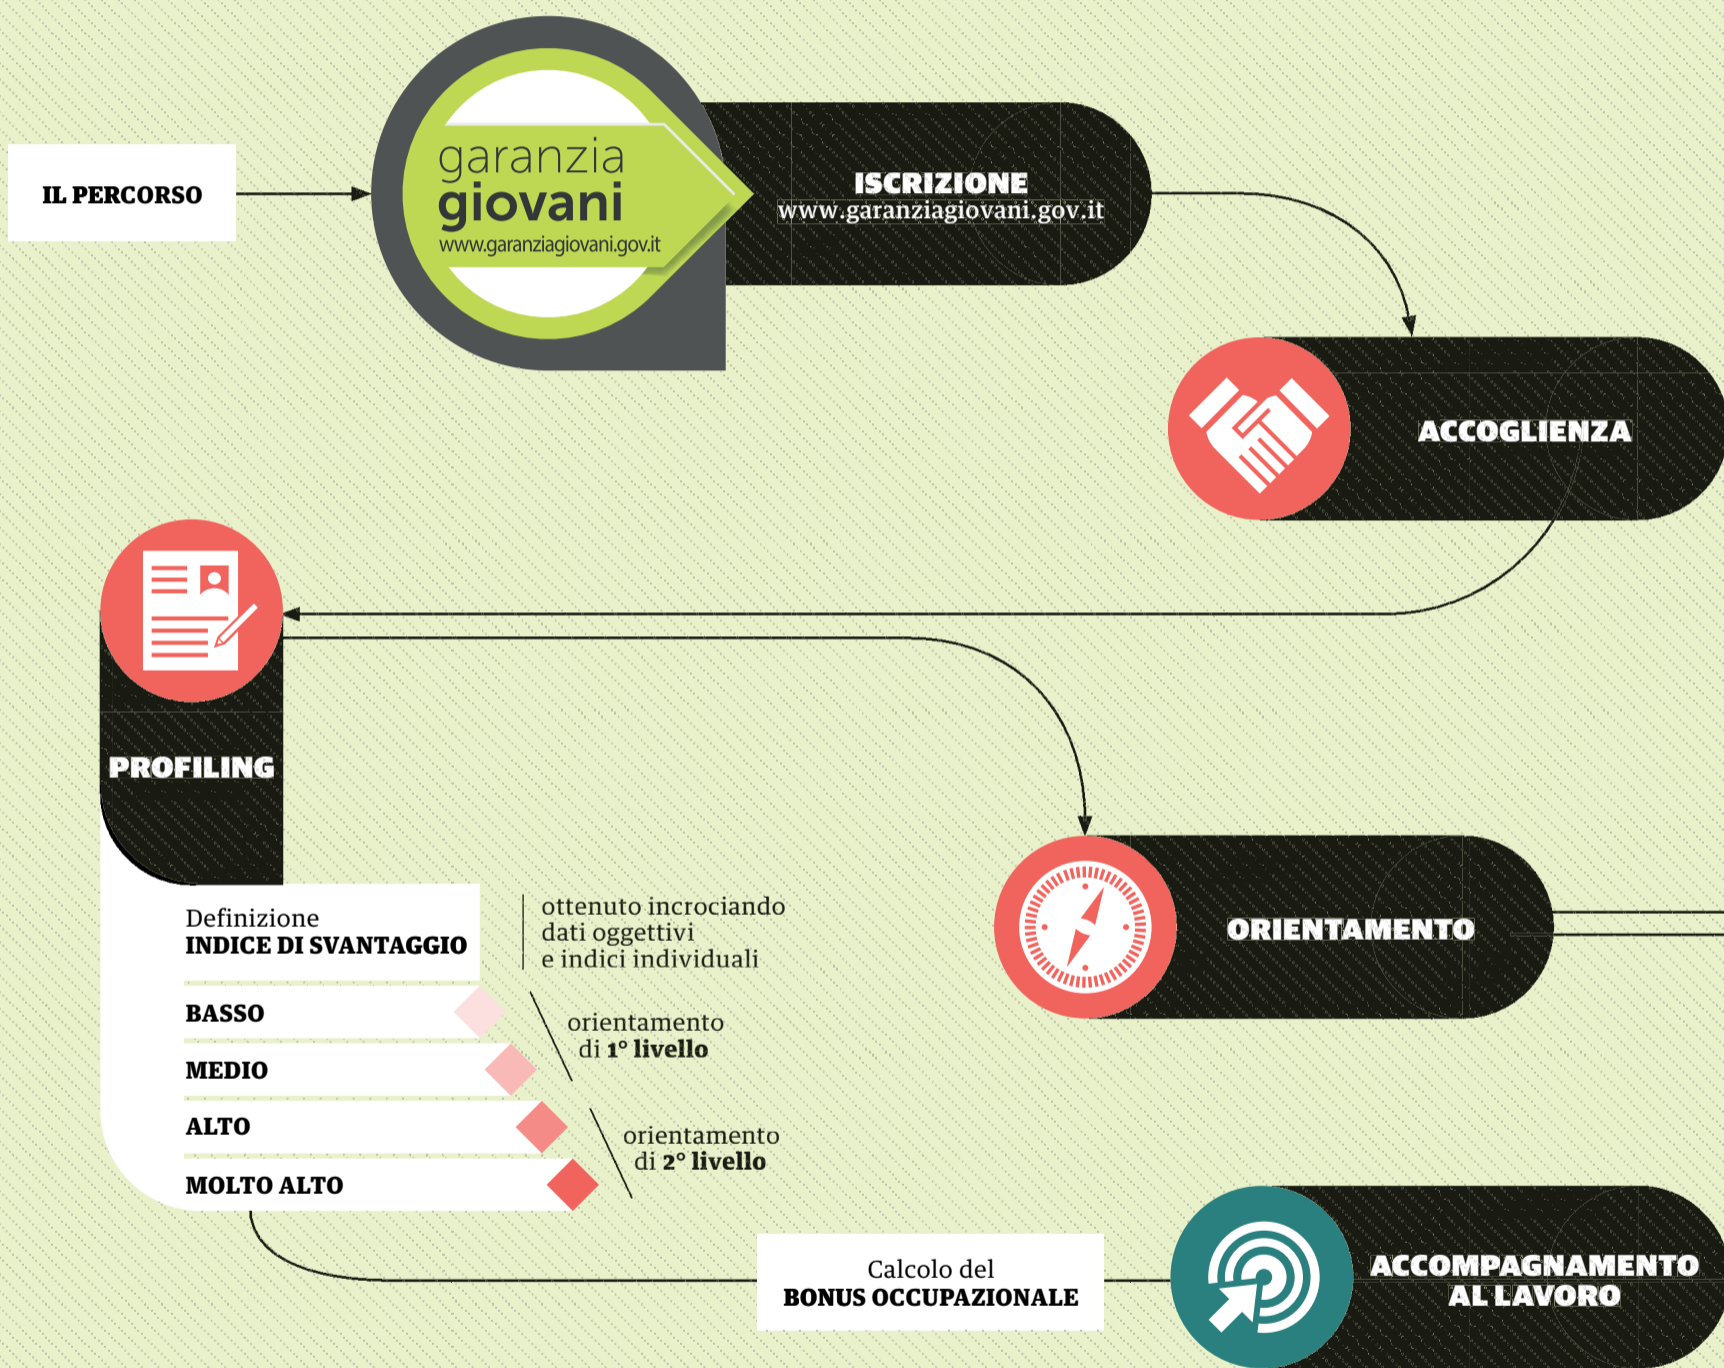 IL PERCORSO
garanzia
giovani
www.garanziagiovani.gov.it
ISCRIZIONE
www.garanziagiovani.gov.it
ACCOGLIENZA
PROFILING
Definizione
INDICE DI SVANTAGGIO
ottenuto incrociando
dati oggettivi
e indici individuali
BASSO
MEDIO
orientamento
di 1° livello
ALTO
MOLTO ALTO
orientamento
di 2° livello
ORIENTAMENTO
Calcolo del
BONUS OCCUPAZIONALE
ACCOMPAGNAMENTO
AL LAVORO